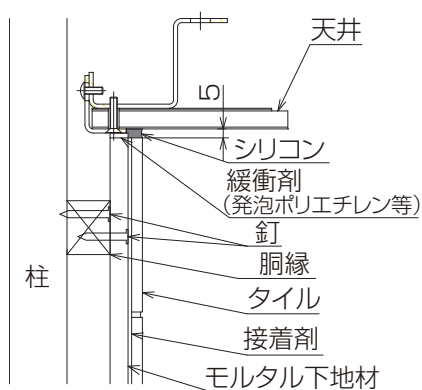 天井
5
シリコン
緩衝剤
(発泡ポリエチレン等)
釘
胴縁
柱
タイル
接着剤
モルタル下地材